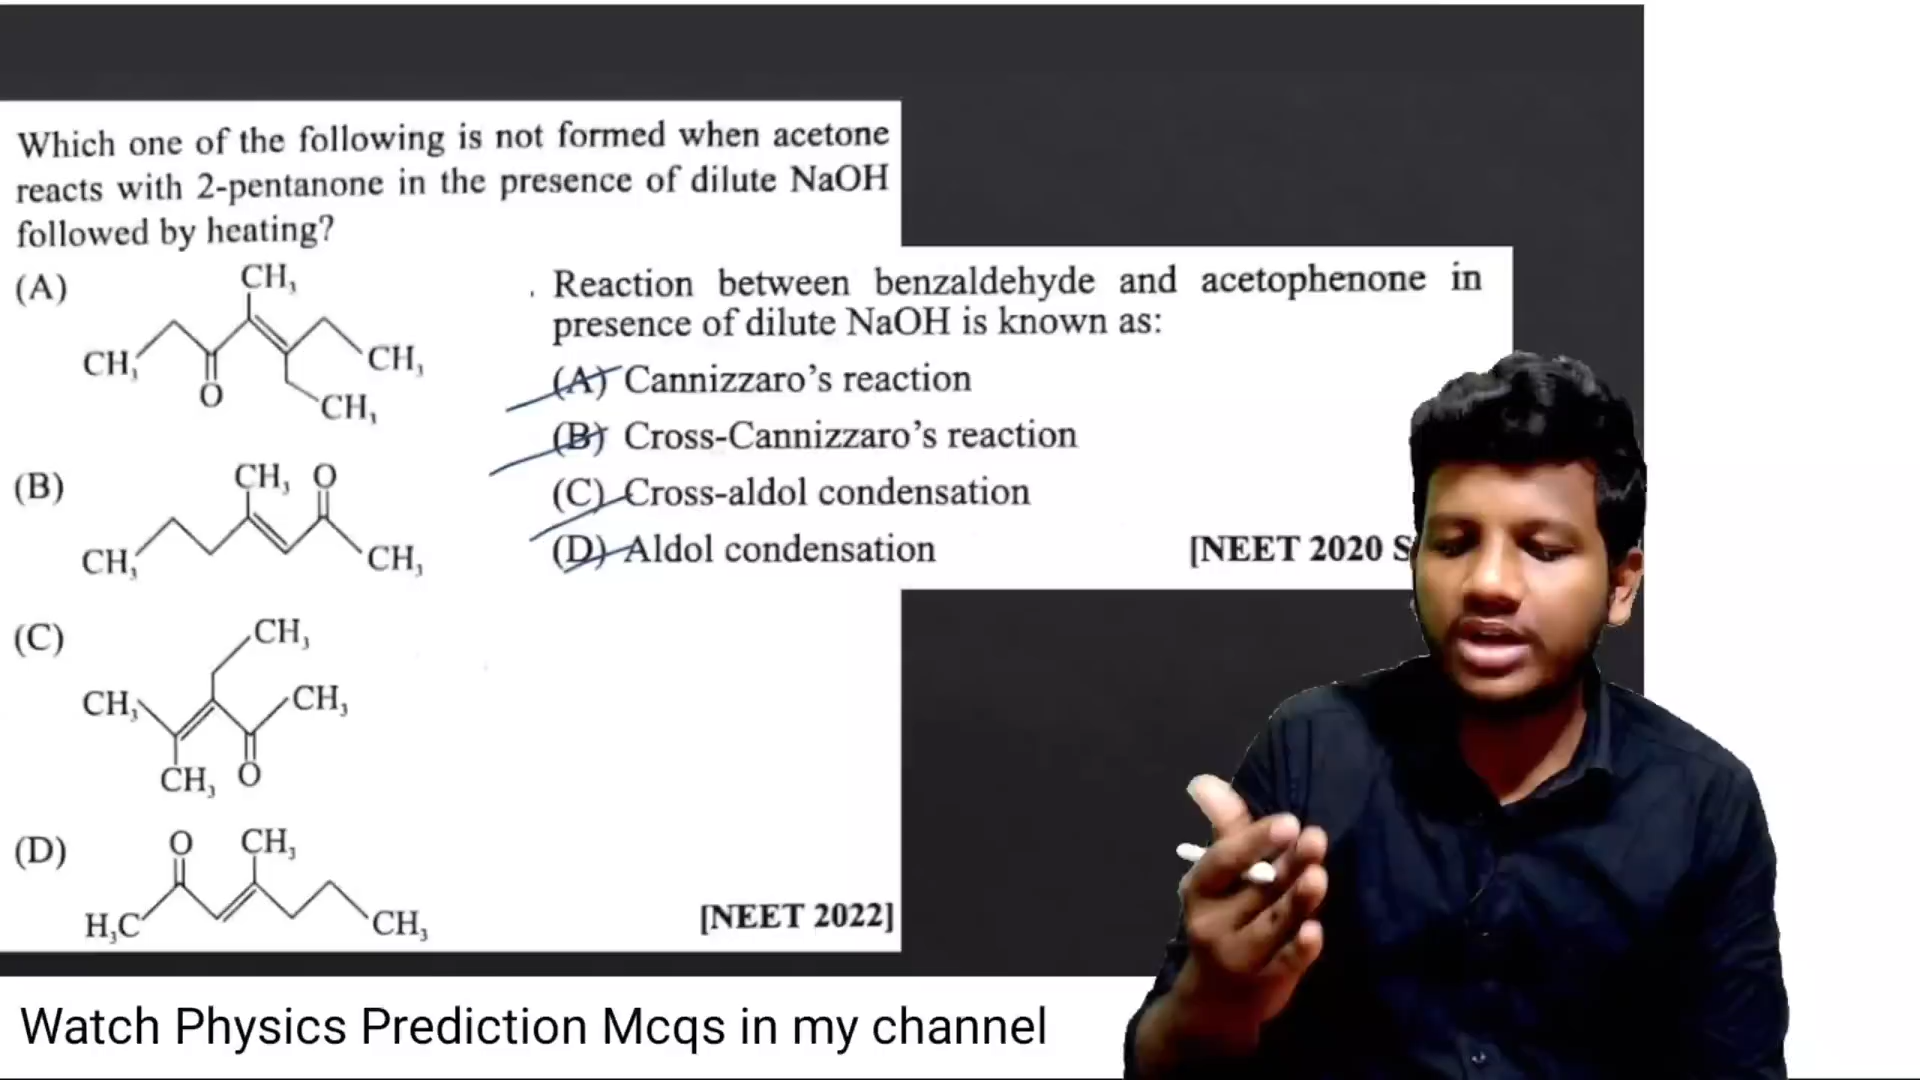 Which one of the following is not formed when acetone
reacts with 2-pentanone in the presence of dilute NaOH
followed by heating?
(A)
CH₃
CH₃
CH₃
O
CH₃
(B)
CH₃ O
CH₃
CH₃
(C)
CH₃
CH₃
CH₃
CH₃ O
(D)
O CH₃
H₃C
CH₃
[NEET 2022]
. Reaction between benzaldehyde and acetophenone in
presence of dilute NaOH is known as:
(A) Cannizzaro’s reaction
(B) Cross-Cannizzaro’s reaction
(C) Cross-aldol condensation
(D) Aldol condensation
[NEET 2020 S
Watch Physics Prediction Mcqs in my channel